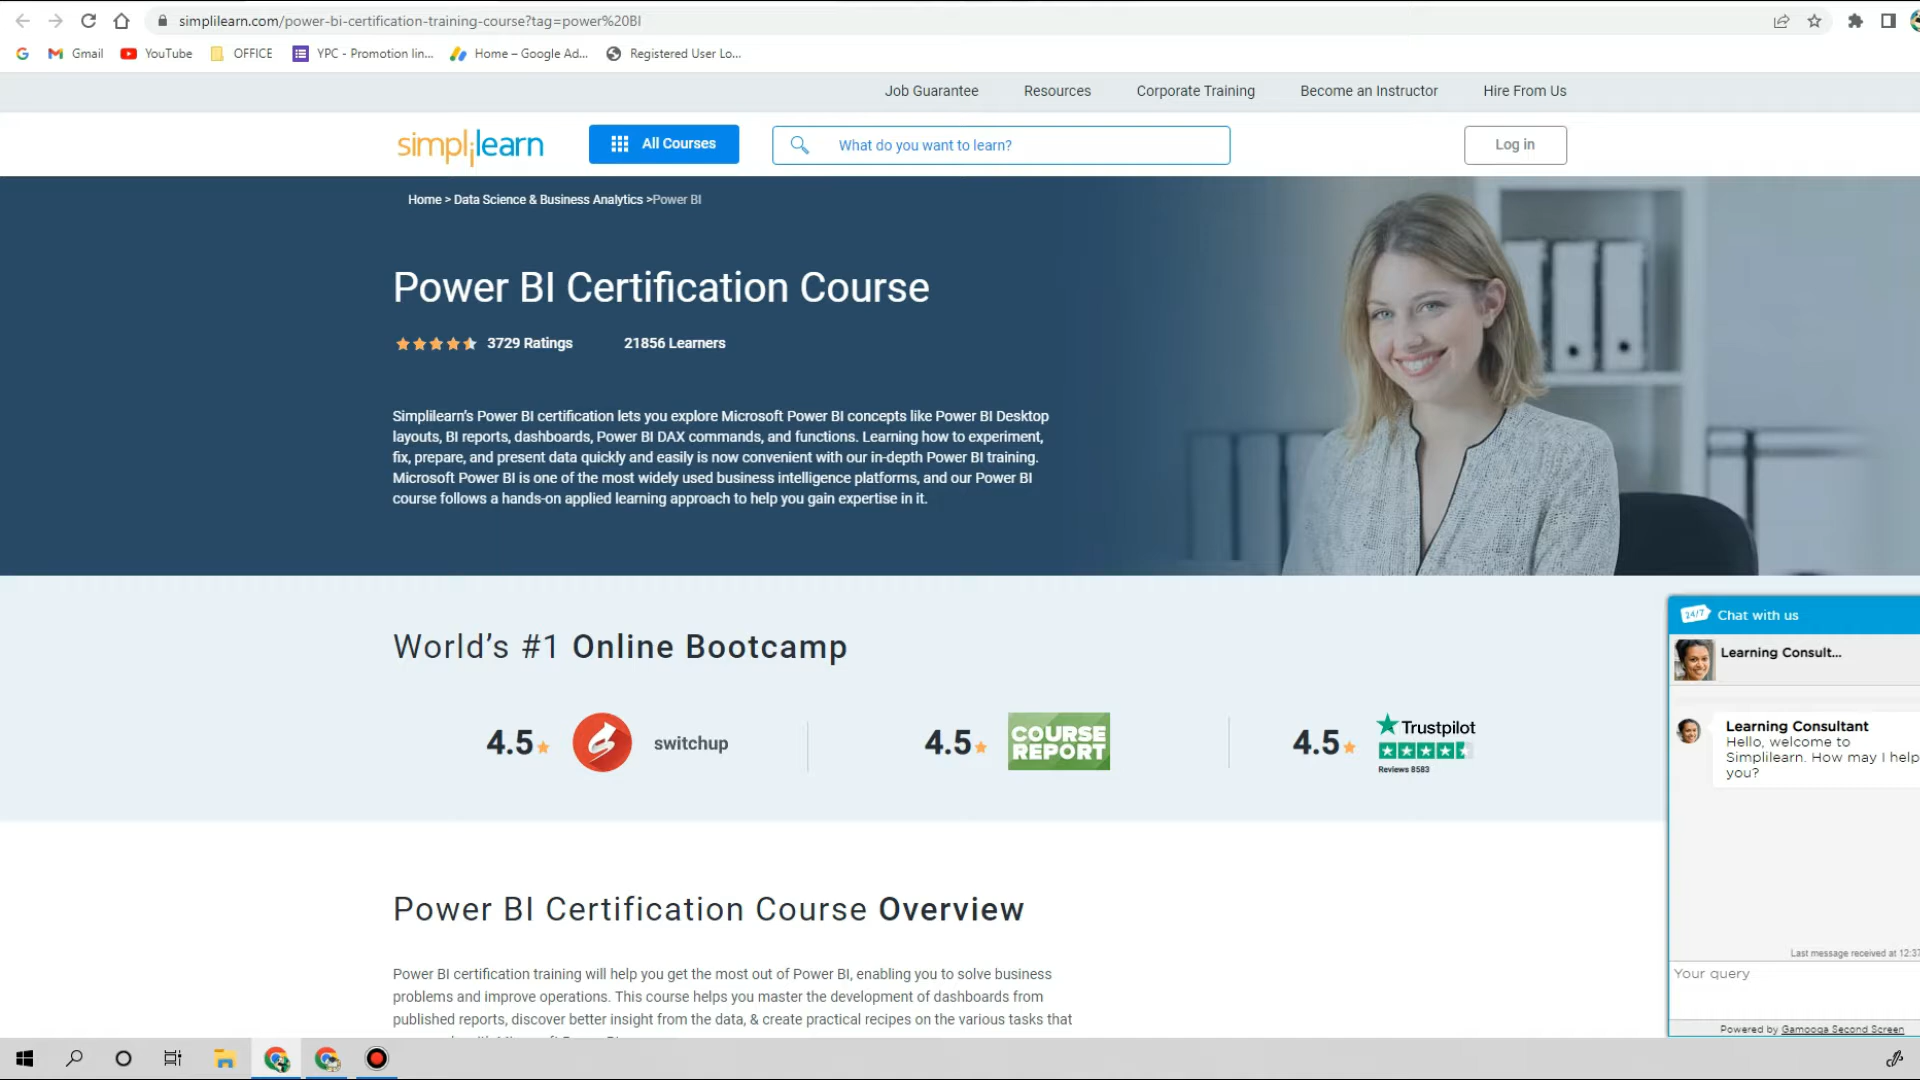 simplilearn.com/power-bi-certification-training-course?tag=power%20BI
Gmail
YouTube
OFFICE
YPC - Promotion lin...
Home – Google Ad...
Registered User Lo...
Job Guarantee
Resources
Corporate Training
Become an Instructor
Hire From Us
simplilearn
All Courses
What do you want to learn?
Log in
Home > Data Science & Business Analytics >Power BI
Power BI Certification Course
3729 Ratings
21856 Learners
Simplilearn's Power BI certification lets you explore Microsoft Power BI concepts like Power BI Desktop
layouts, BI reports, dashboards, Power BI DAX commands, and functions. Learning how to experiment,
fix, prepare, and present data quickly and easily is now convenient with our in-depth Power BI training.
Microsoft Power BI is one of the most widely used business intelligence platforms, and our Power BI
course follows a hands-on applied learning approach to help you gain expertise in it.
World's #1 Online Bootcamp
4.5
switchup
4.5
COURSE
REPORT
4.5
Trustpilot
Reviews 8583
24/7
Chat with us
Learning Consult...
Learning Consultant
Hello, welcome to
Simplilearn. How may I help
you?
Last message received at 12:37
Your query
Powered by Gamooga Second Screen
Power BI Certification Course Overview
Power BI certification training will help you get the most out of Power BI, enabling you to solve business
problems and improve operations. This course helps you master the development of dashboards from
published reports, discover better insight from the data, & create practical recipes on the various tasks that